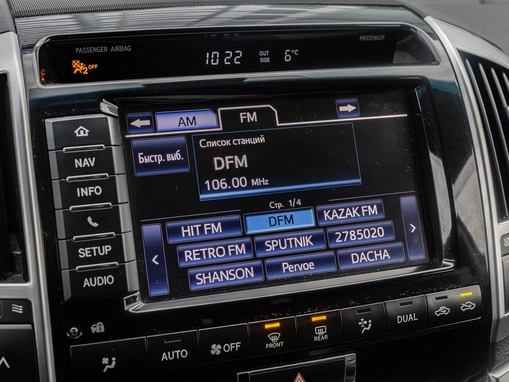 PASSENGER AIRBAG
PASSENGER
2 OFF
10:22 OUT SIDE 6°C
AM FM
Быстр. выб.
Список станций
DFM
106.00 MHz
Стр. 1/4
HIT FM DFM KAZAK FM
RETRO FM SPUTNIK 2785020
SHANSON Pervoe DACHA
NAV
INFO
SETUP
AUDIO
AUTO OFF FRONT REAR DUAL